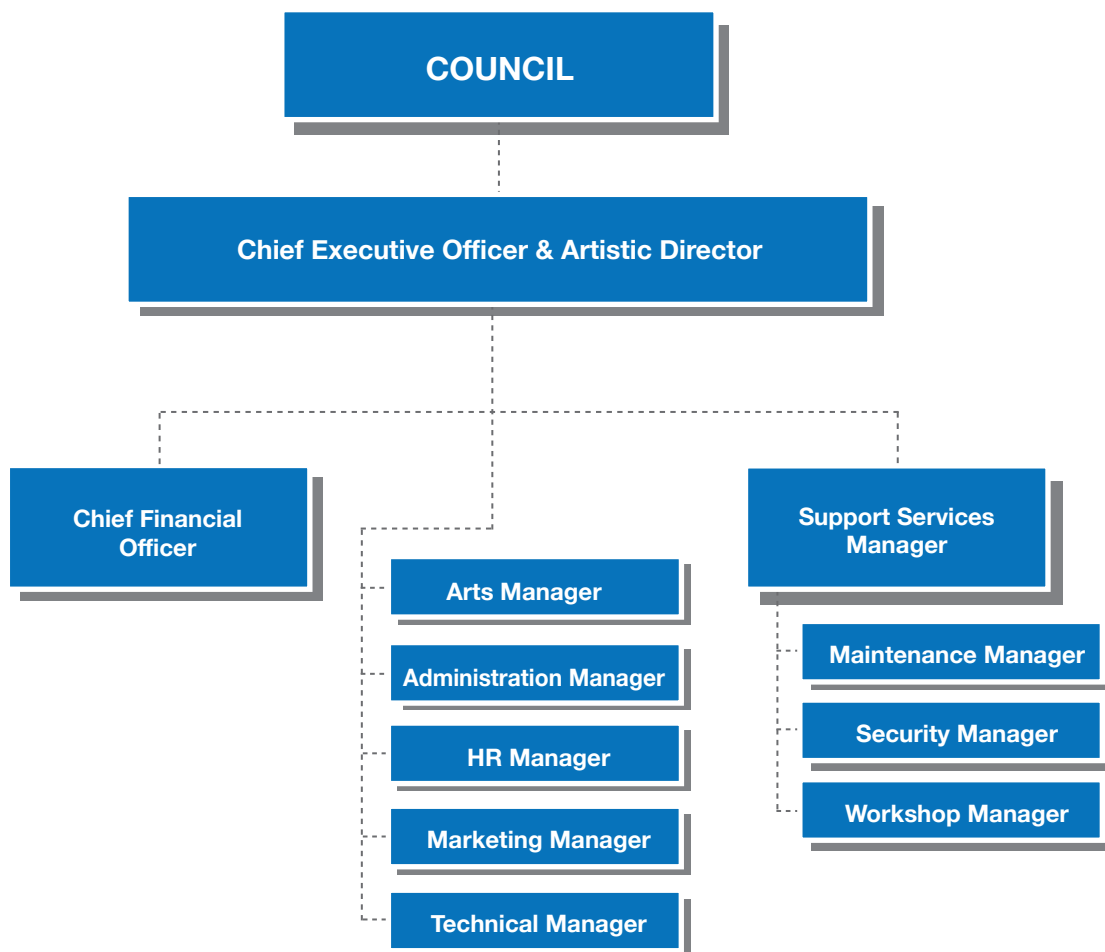 COUNCIL
Chief Executive Officer & Artistic Director
Chief Financial
Officer
Support Services
Manager
Arts Manager
Administration Manager
HR Manager
Marketing Manager
Technical Manager
Maintenance Manager
Security Manager
Workshop Manager